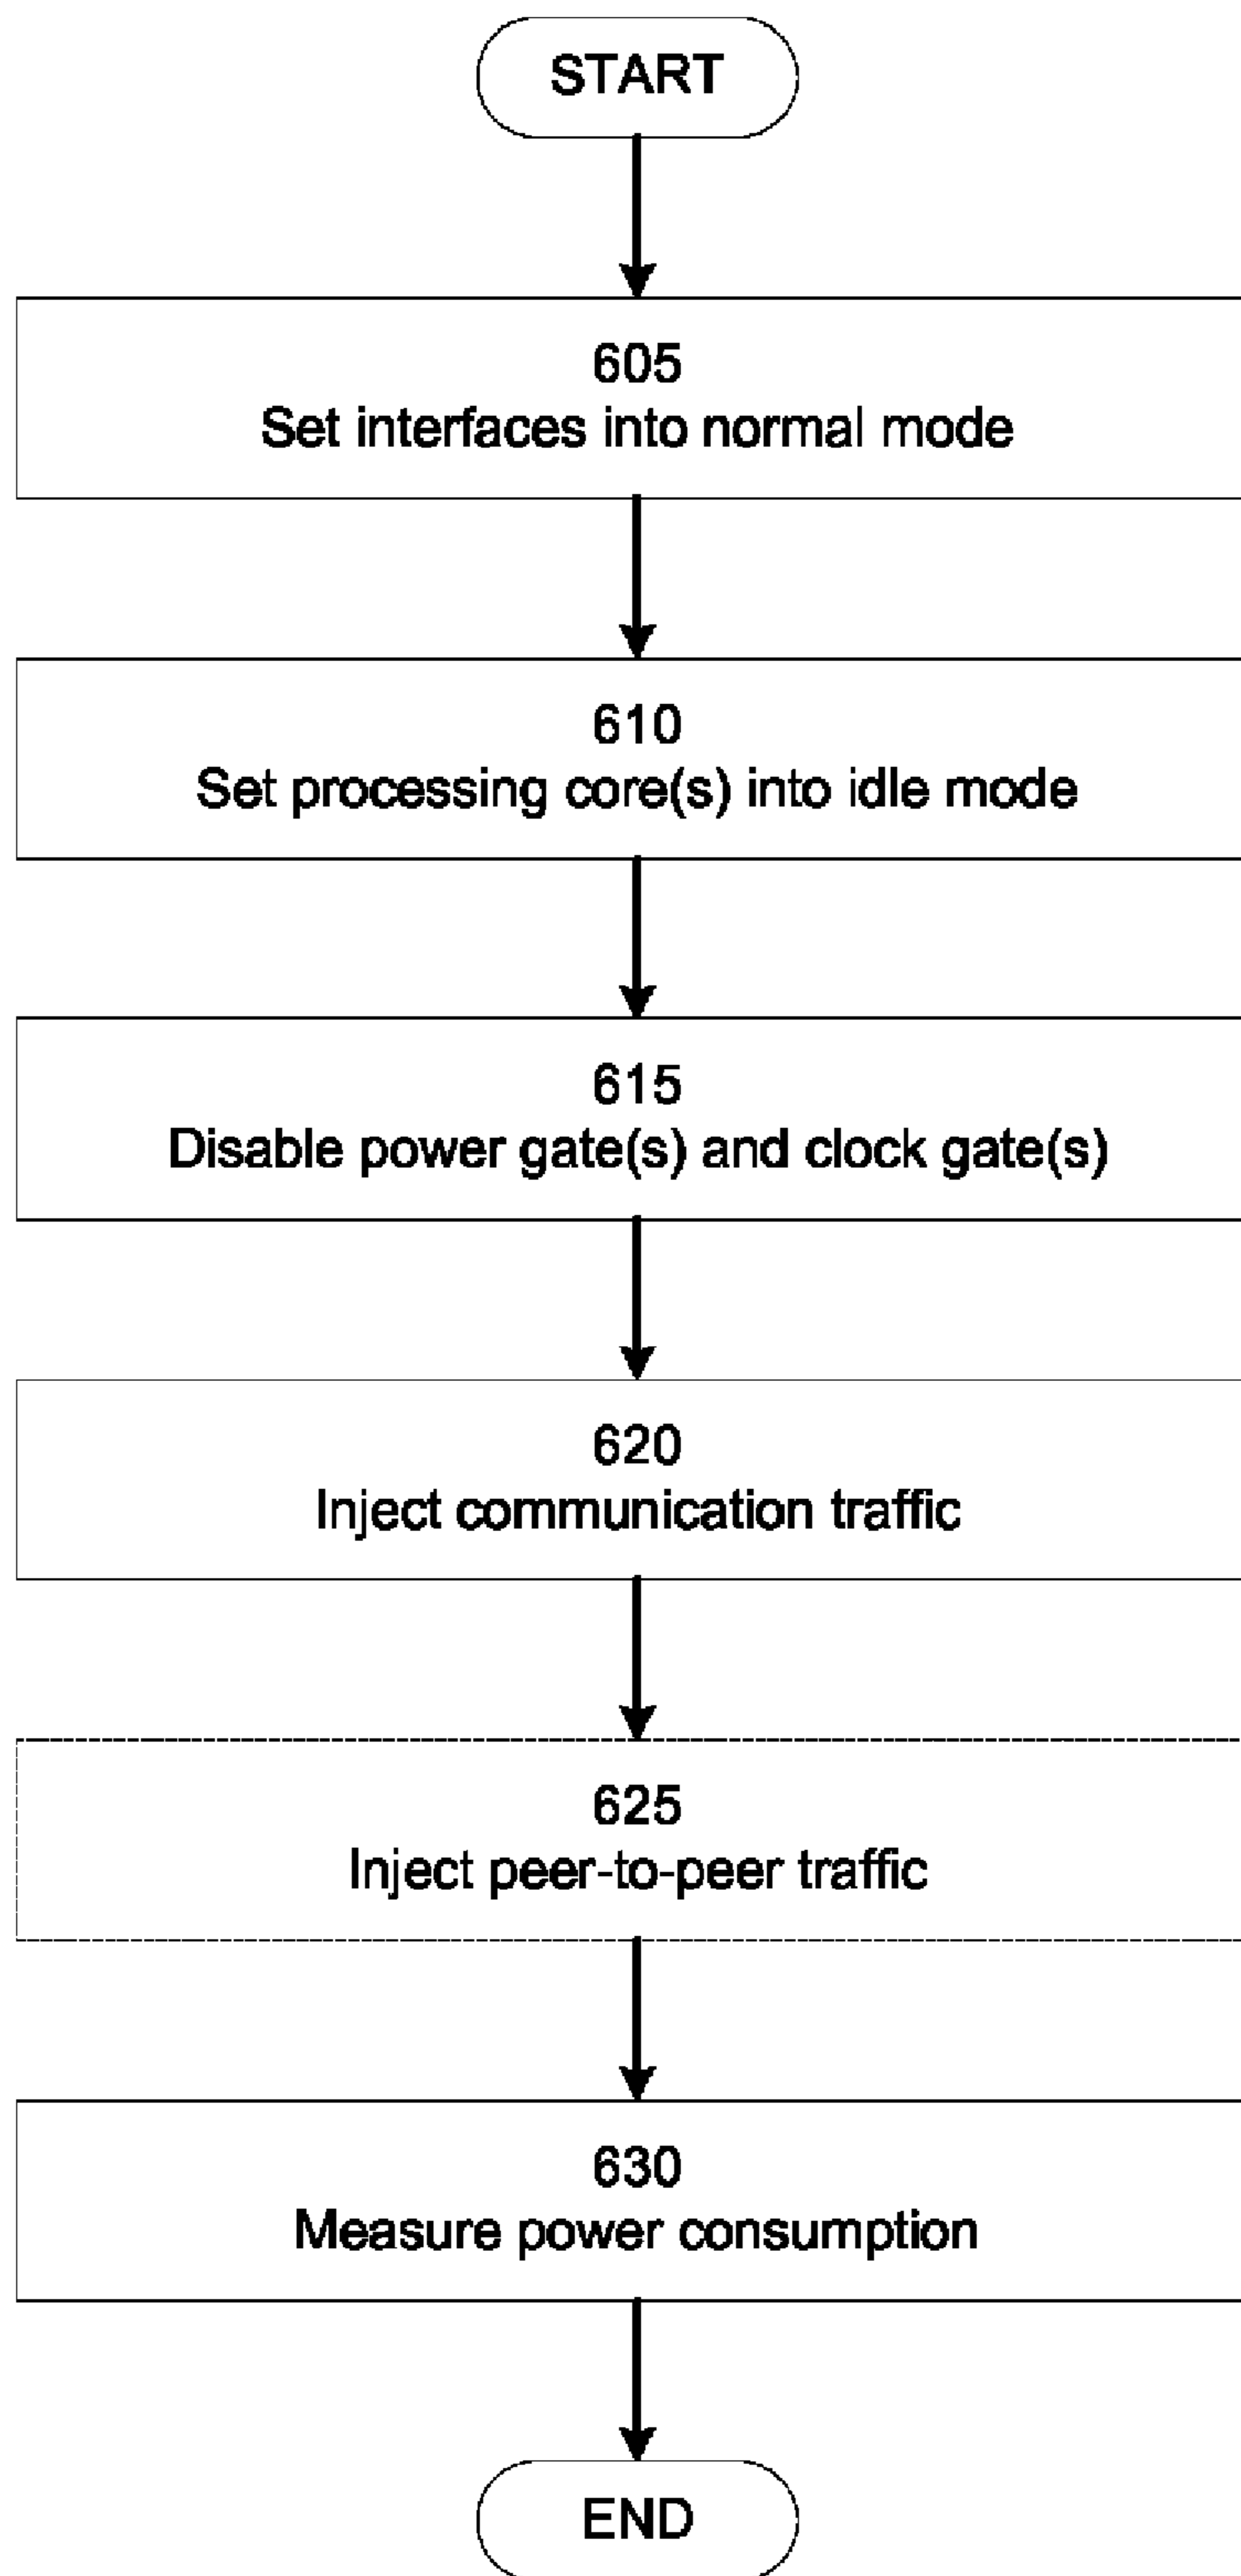 START
605
Set interfaces into normal mode
610
Set processing core(s) into idle mode
615
Disable power gate(s) and clock gate(s)
620
Inject communication traffic
625
Inject peer-to-peer traffic
630
Measure power consumption
END